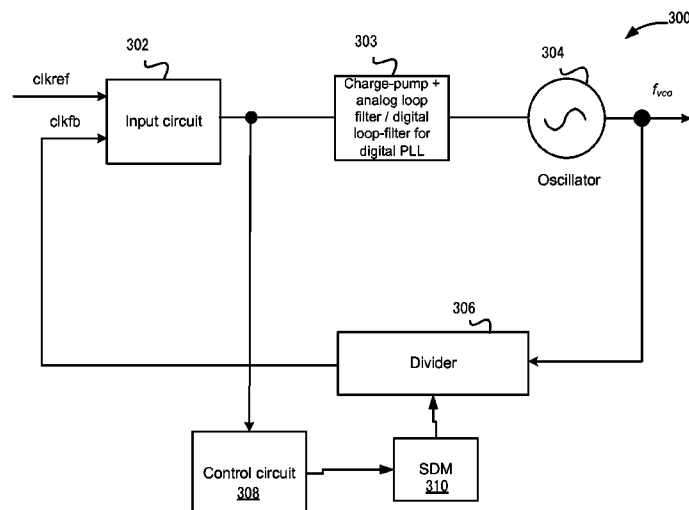 300
302
303
304
clkref
clkfb
Input circuit
Charge-pump +
analog loop
filter / digital
loop-filter for
digital PLL
fvco
Oscillator
306
Divider
Control circuit
308
SDM
310